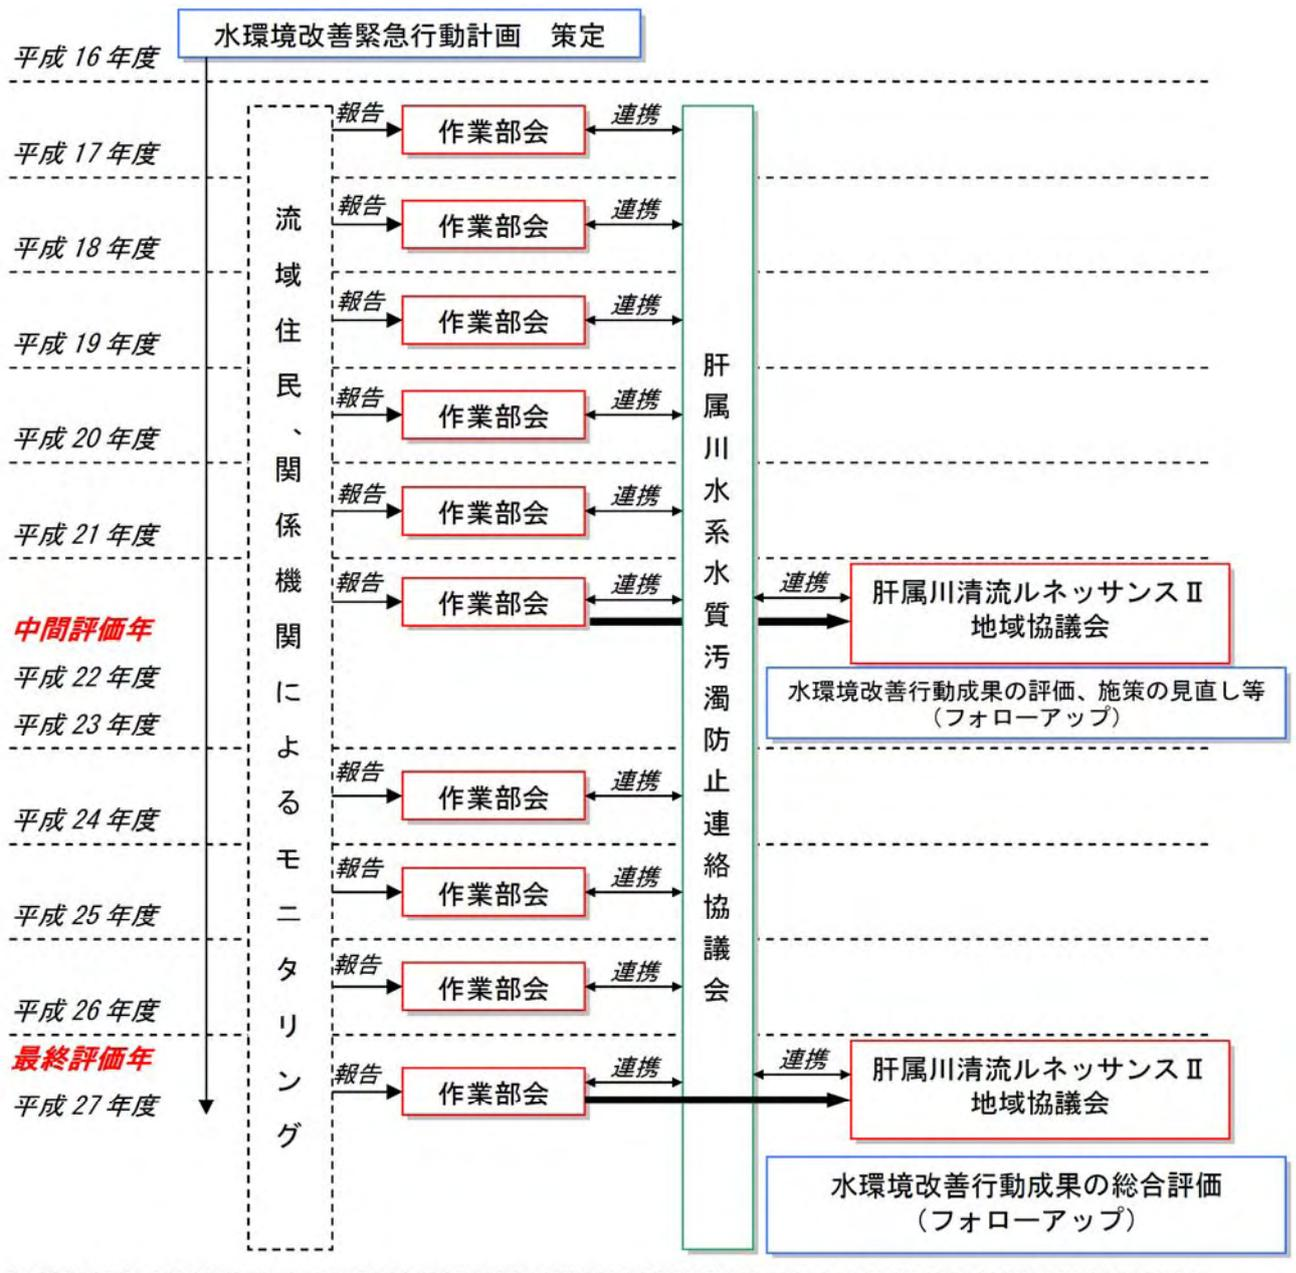 水環境改善緊急行動計画　策定
平成 16 年度
報告
作業部会
連携
平成 17 年度
報告
作業部会
連携
平成 18 年度
報告
作業部会
連携
平成 19 年度
報告
作業部会
連携
平成 20 年度
報告
作業部会
連携
平成 21 年度
流域住民、関係機関によるモニタリング
肝属川水系水質汚濁防止連絡協議会
報告
作業部会
連携
連携
肝属川清流ルネッサンスⅡ
地域協議会
中間評価年
平成 22 年度
平成 23 年度
水環境改善行動成果の評価、施策の見直し等
（フォローアップ）
報告
作業部会
連携
平成 24 年度
報告
作業部会
連携
平成 25 年度
報告
作業部会
連携
平成 26 年度
最終評価年
平成 27 年度
報告
作業部会
連携
連携
肝属川清流ルネッサンスⅡ
地域協議会
水環境改善行動成果の総合評価
（フォローアップ）